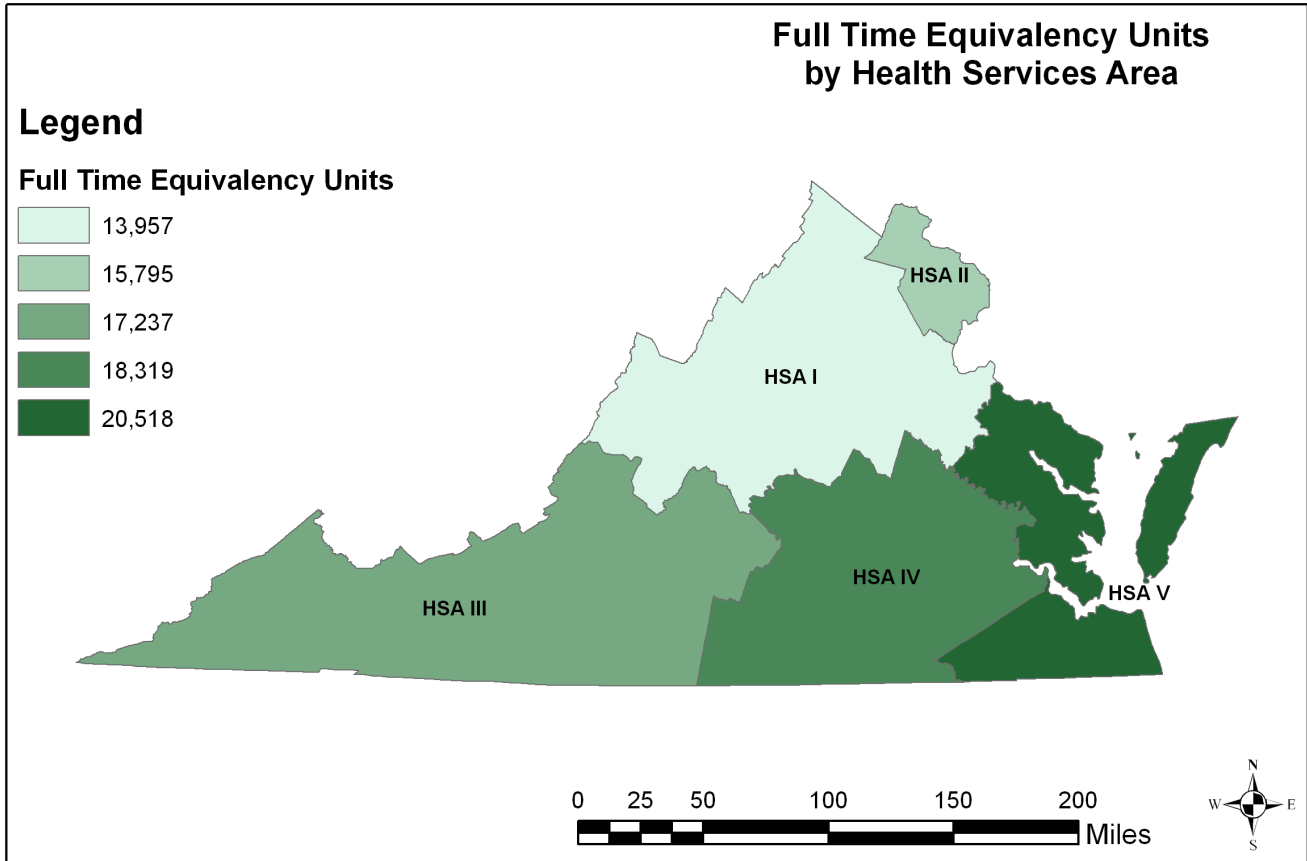 Full Time Equivalency Units
by Health Services Area
Legend
Full Time Equivalency Units
13,957
15,795
17,237
18,319
20,518
HSA II
HSA I
HSA IV
HSA V
HSA III
0 25 50 100 150 200
Miles
N
W E
S